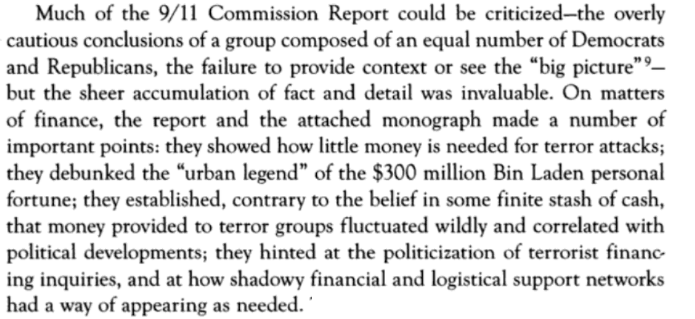 Much of the 9/11 Commission Report could be criticized—the overly
cautious conclusions of a group composed of an equal number of Democrats
and Republicans, the failure to provide context or see the “big picture”⁹—
but the sheer accumulation of fact and detail was invaluable. On matters
of finance, the report and the attached monograph made a number of
important points: they showed how little money is needed for terror attacks;
they debunked the “urban legend” of the $300 million Bin Laden personal
fortune; they established, contrary to the belief in some finite stash of cash,
that money provided to terror groups fluctuated wildly and correlated with
political developments; they hinted at the politicization of terrorist financ-
ing inquiries, and at how shadowy financial and logistical support networks
had a way of appearing as needed.